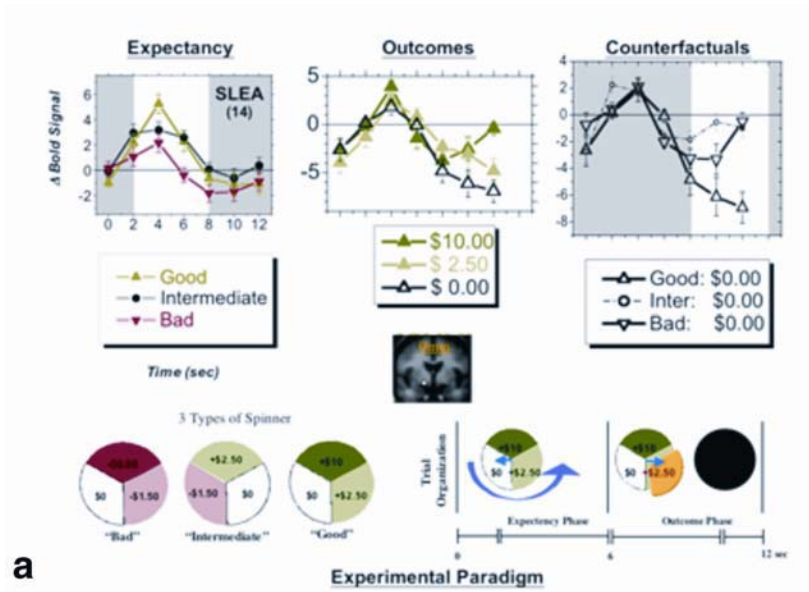 Expectancy
Outcomes
Counterfactuals
Δ Bold Signal
6
4
2
0
-2
SLEA
(14)
0 2 4 6 8 10 12
5
0
-5
4
2
0
-2
-4
-6
-8
Good
Intermediate
Bad
$10.00
$ 2.50
$ 0.00
Good: $0.00
Inter: $0.00
Bad: $0.00
Time (sec)
3 Types of Spinner
$0
-$1.50
"Bad"
+$2.50
-$1.50
$0
"Intermediate"
+$10
$0
+$2.50
"Good"
Trial
Organization
+$10
$0
+$2.50
+$10
$0
+$2.50
Expectency Phase
Outcome Phase
0
6
12 sec
a
Experimental Paradigm